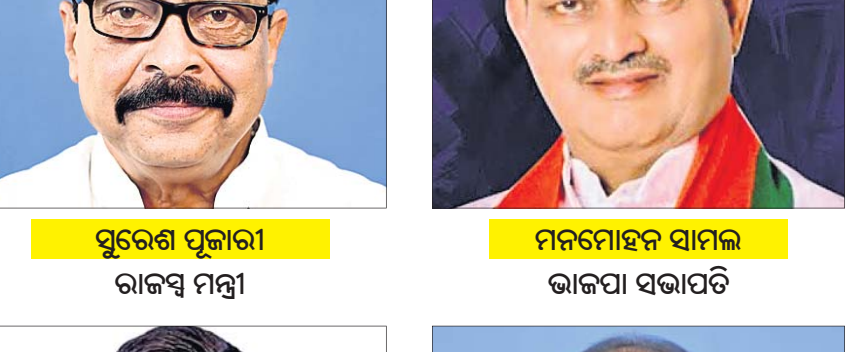 ସୁରେଶ ପୂଜାରୀ
ରାଜସ୍ୱ ମନ୍ତ୍ରୀ
ମନମୋହନ ସାମଲ
ଭାଜପା ସଭାପତି